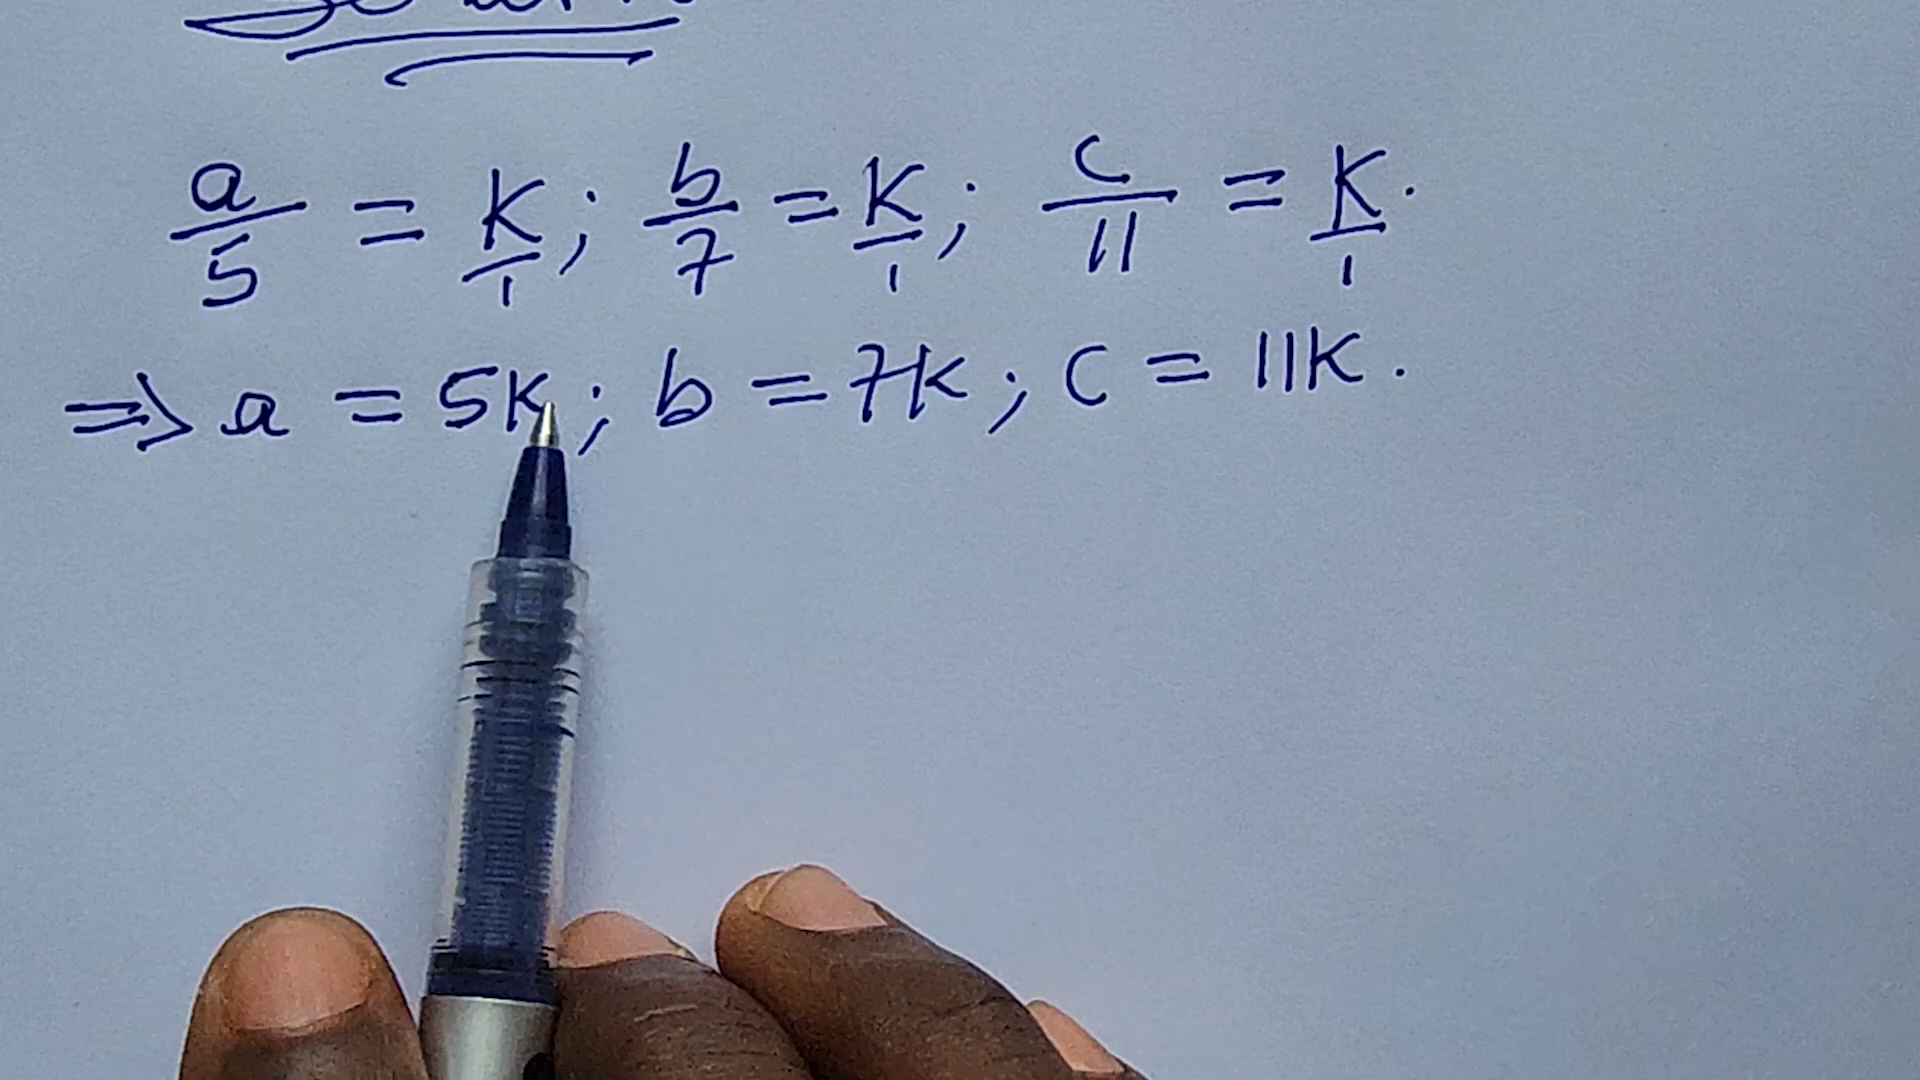 a/5 = K/1; b/7 = K/1; c/11 = K/1.
⇒ a = 5K; b = 7K; c = 11K.